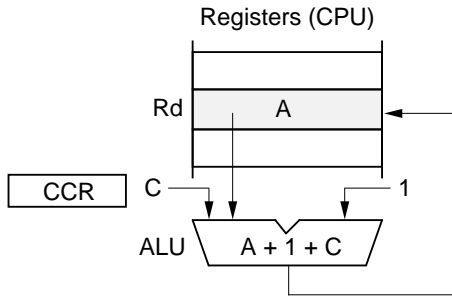 Registers (CPU)
Rd A
CCR C 1
ALU A + 1 + C